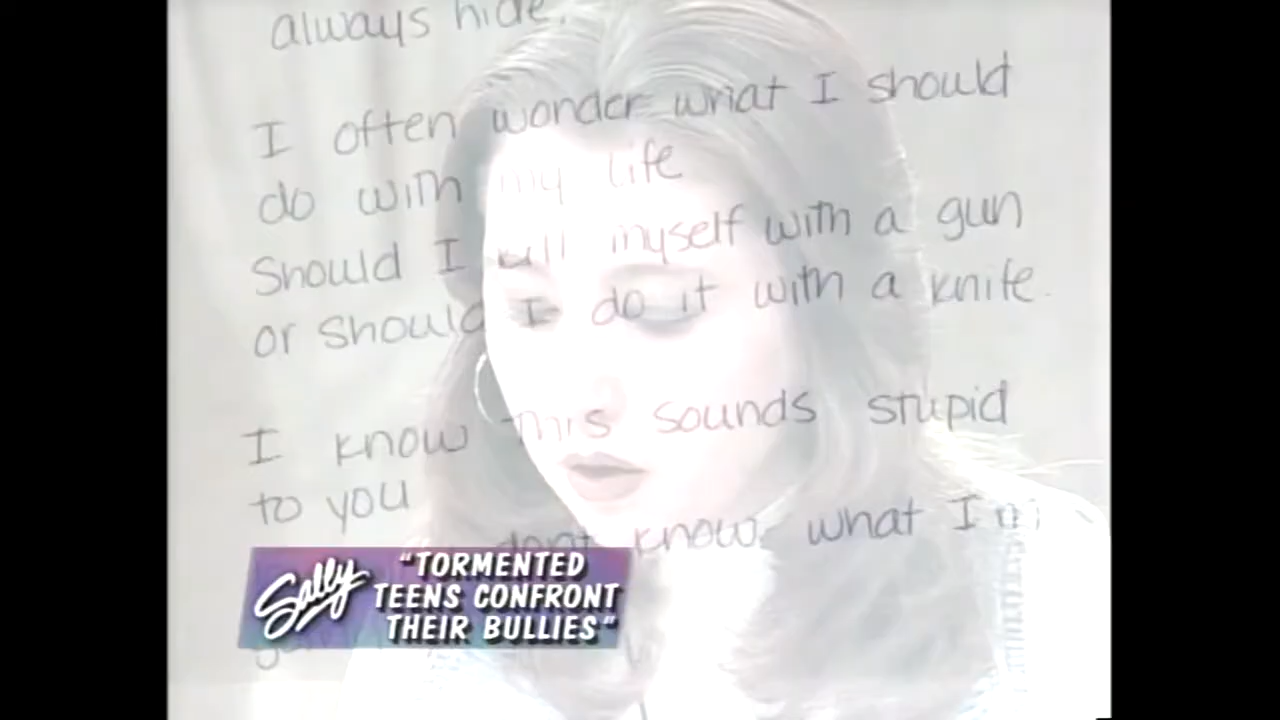 always hide.
I often wonder what I should
do with my life
Should I kill myself with a gun
or should I do it with a knife.
I know this sounds stupid
to you
dont know what I'm
Sally
"TORMENTED
TEENS CONFRONT
THEIR BULLIES"